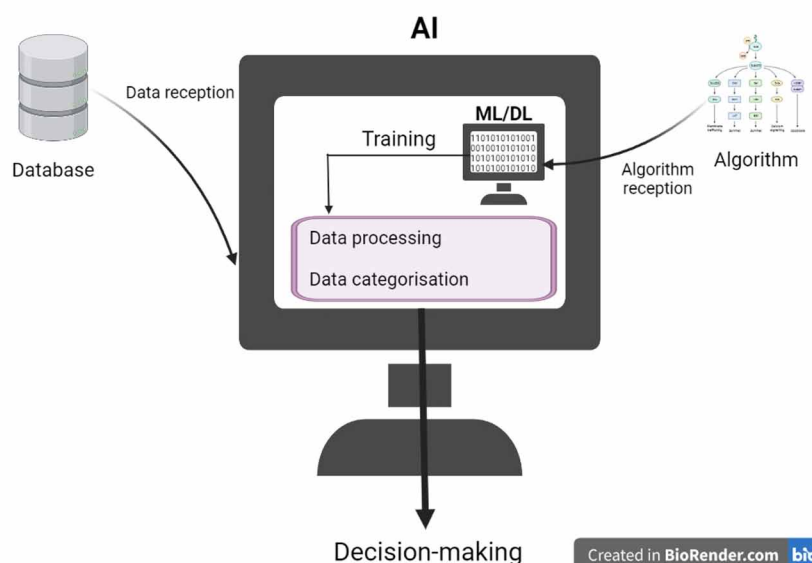 AI
Data reception
Database
ML/DL
1101010101001
0010010101010
1010100101010
1010100101010
Training
Algorithm
reception
Algorithm
Data processing
Data categorisation
Decision-making
Created in BioRender.com